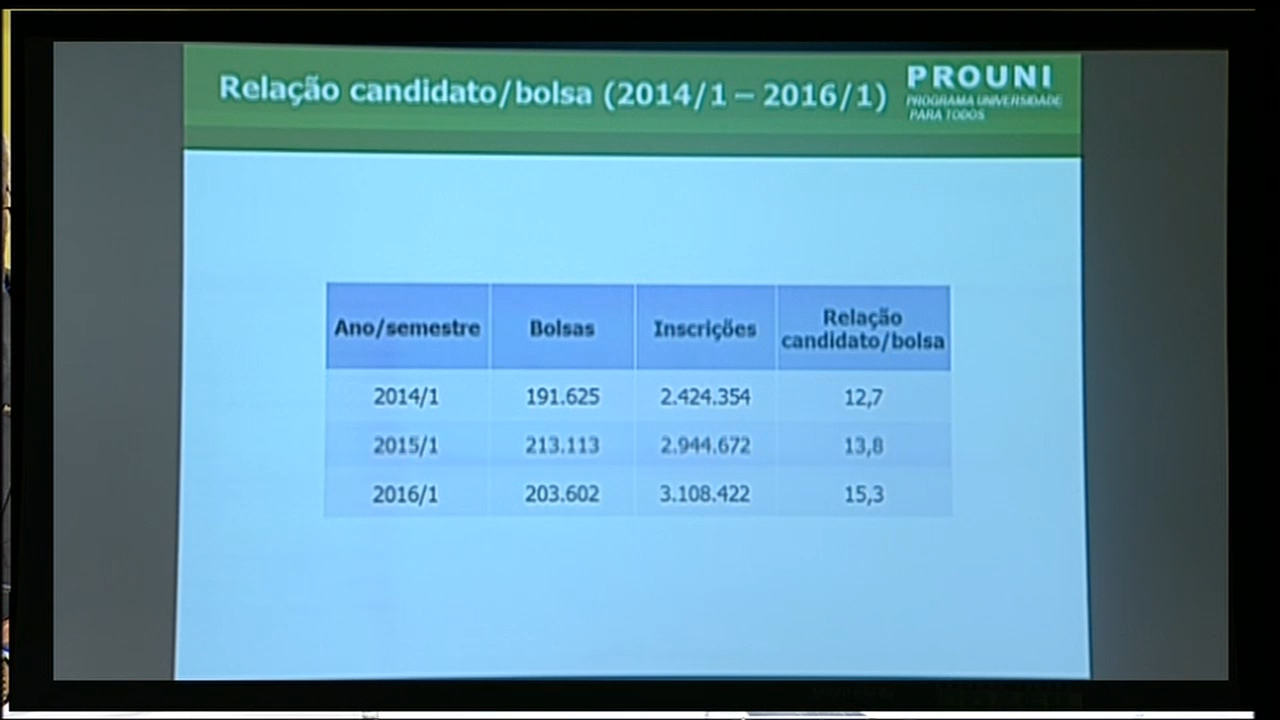 Relação candidato/bolsa (2014/1 – 2016/1)
PROUNI
PROGRAMA UNIVERSIDADE
PARA TODOS
Ano/semestre Bolsas Inscrições Relação candidato/bolsa
2014/1 191.625 2.424.354 12,7
2015/1 213.113 2.944.672 13,8
2016/1 203.602 3.108.422 15,3